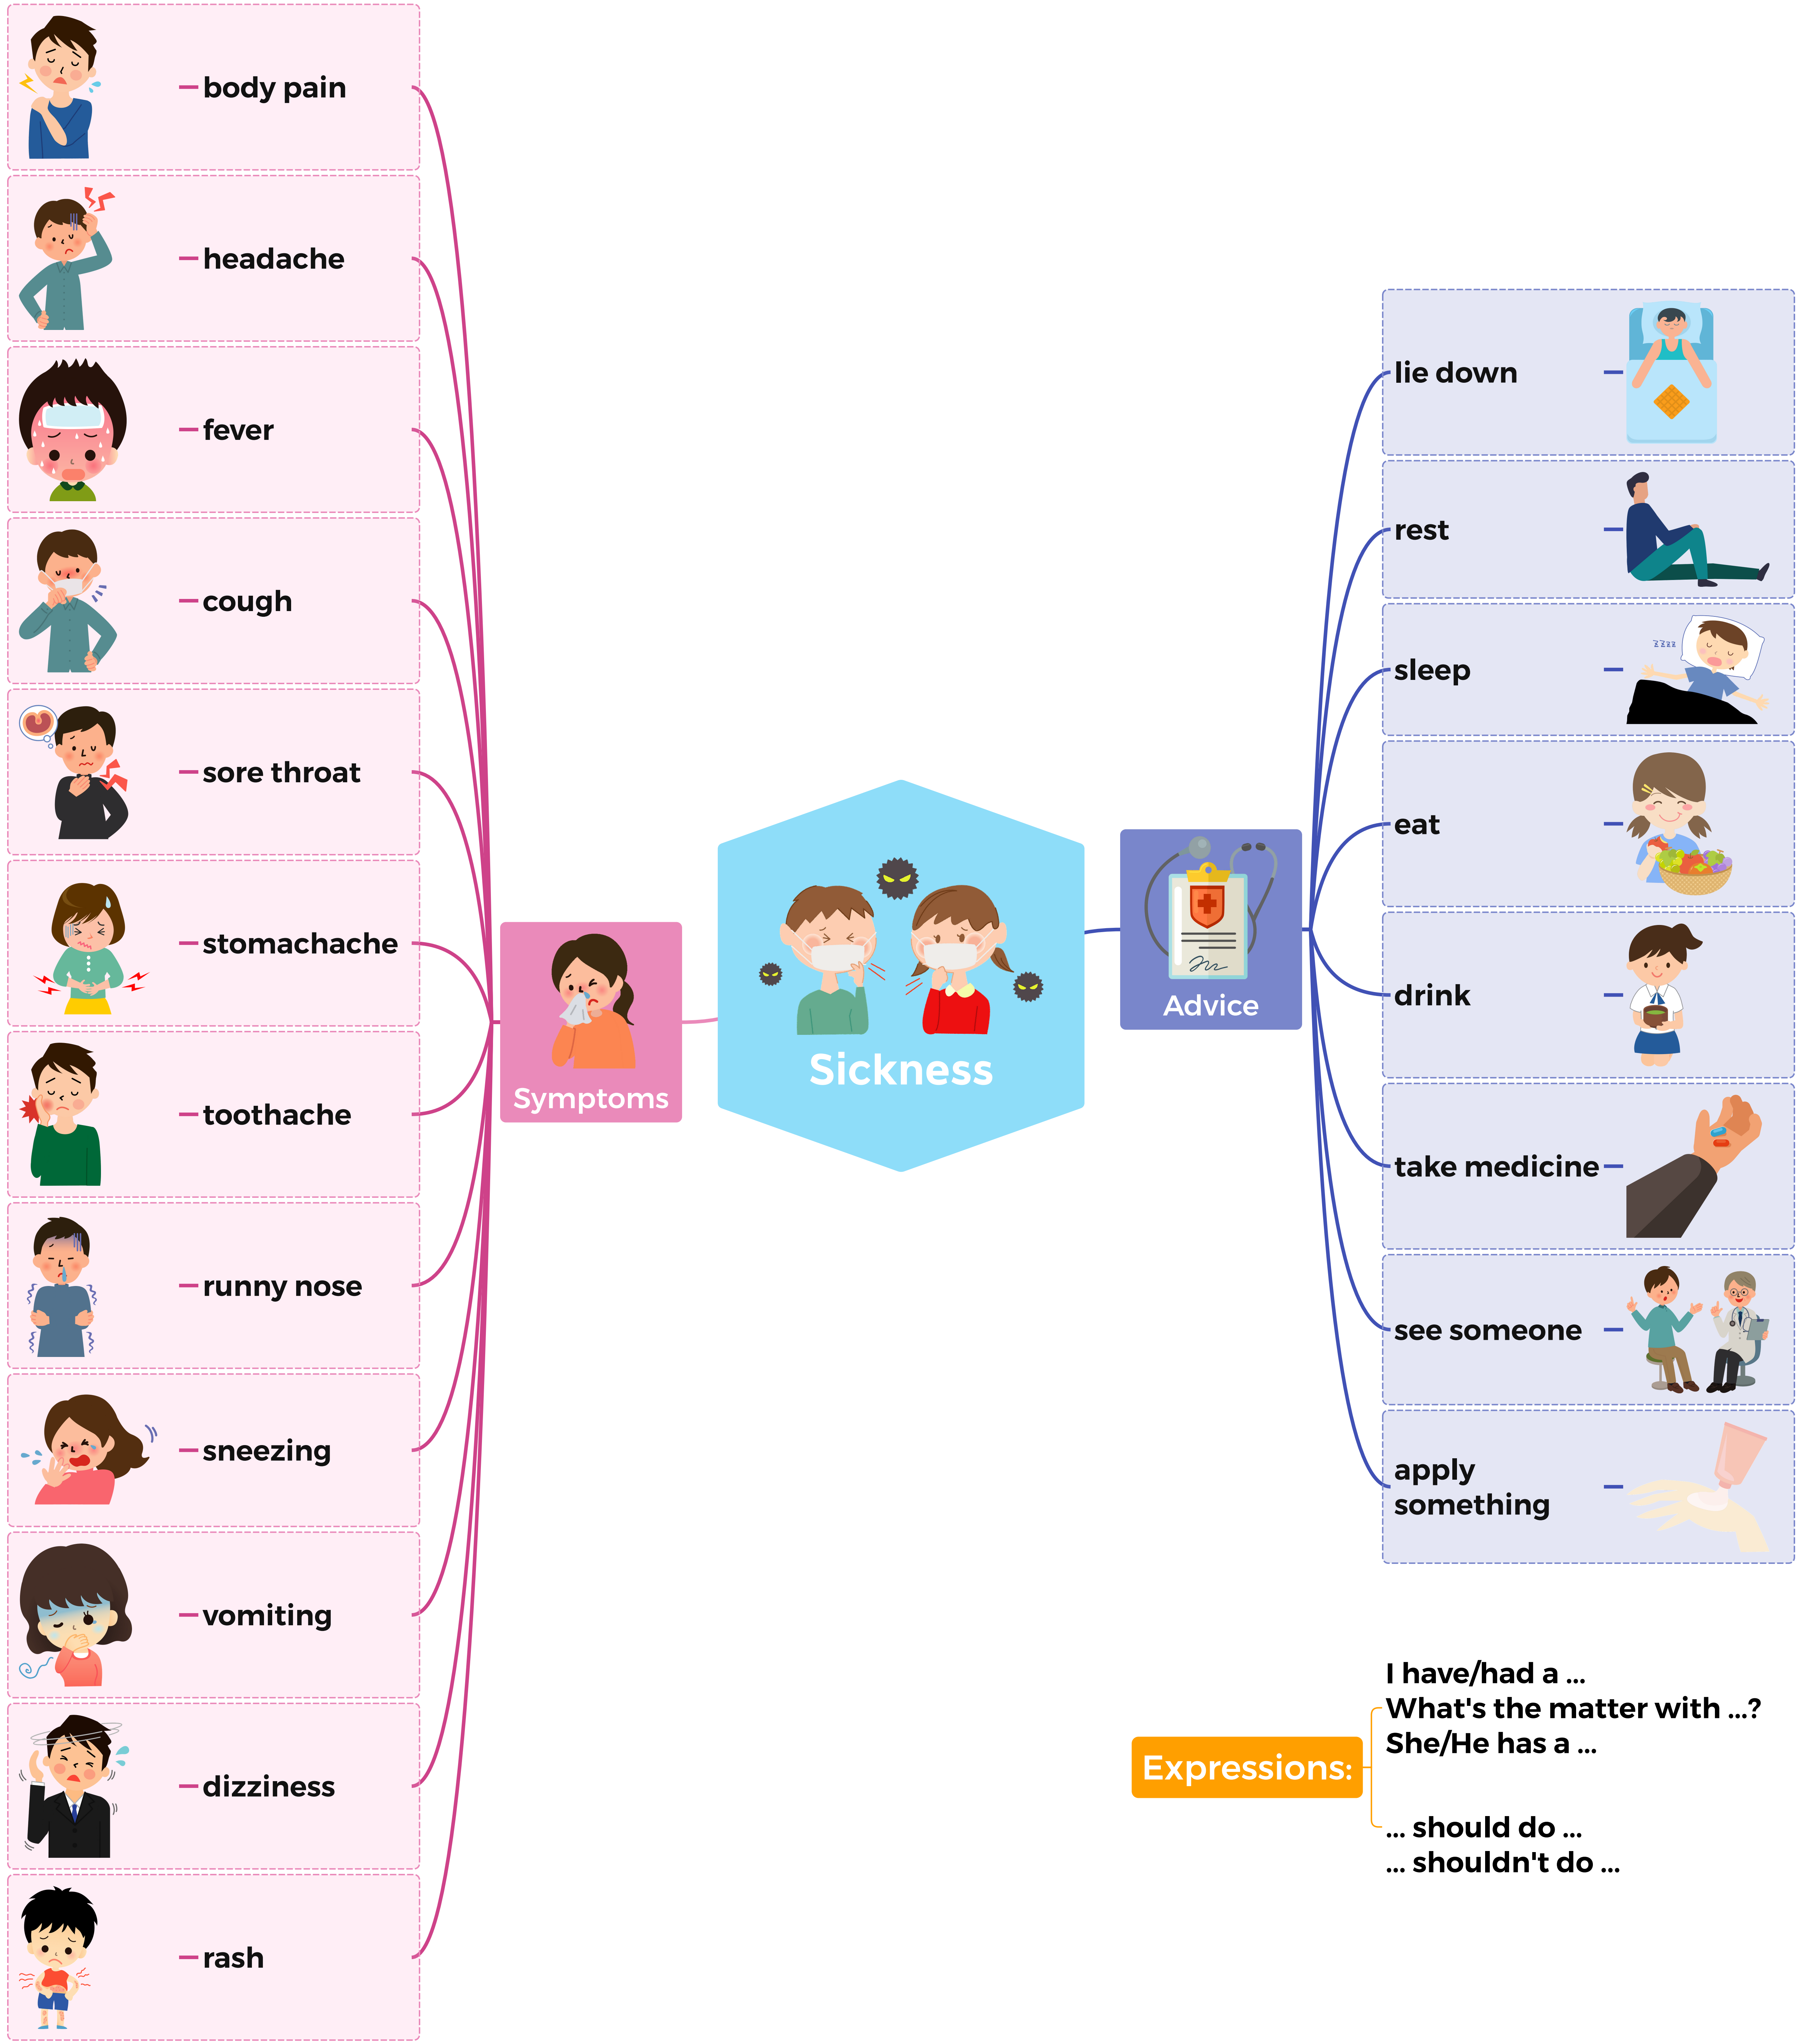 body pain
headache
fever
cough
sore throat
stomachache
toothache
runny nose
sneezing
vomiting
dizziness
rash
Symptoms
Sickness
Advice
lie down
rest
zzzz
sleep
eat
drink
take medicine
see someone
apply
something
Expressions:
I have/had a ...
What's the matter with ...?
She/He has a ...
... should do ...
... shouldn't do ...